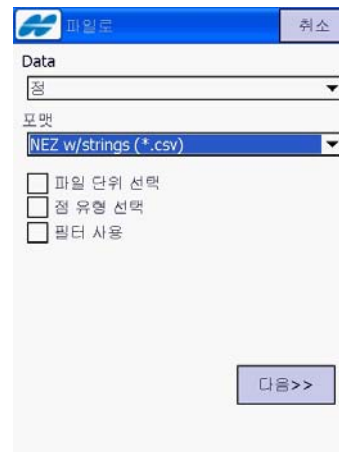 파일로 취소
Data
점
포맷
NEZ w/strings (*.csv)
파일 단위 선택
점 유형 선택
필터 사용
다음>>